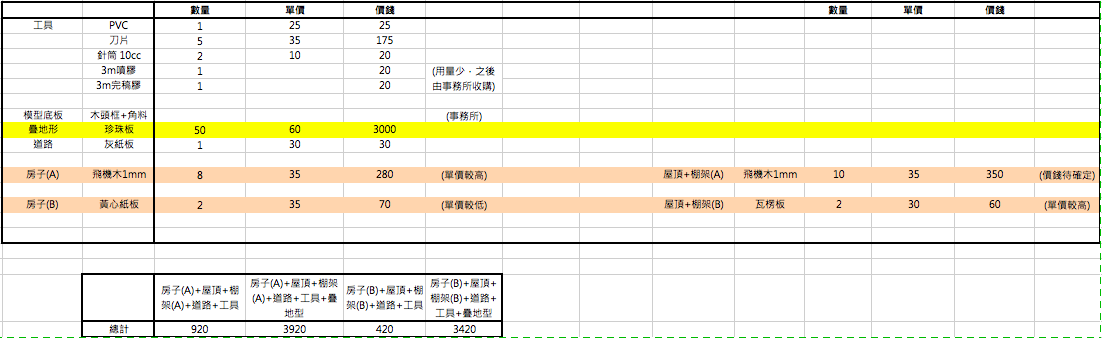 數量 單價 價錢 數量 單價 價錢
工具 PVC 1 25 25
刀片 5 35 175
針筒 10cc 2 10 20
3m噴膠 1 20 (用量少，之後
3m完稿膠 1 20 由事務所收購)
模型底板 木頭框+角料 (事務所)
疊地形 珍珠板 50 60 3000
道路 灰紙板 1 30 30
房子(A) 飛機木1mm 8 35 280 (單價較高) 屋頂+棚架(A) 飛機木1mm 10 35 350 (價錢待確定)
房子(B) 黃心紙板 2 35 70 (單價較低) 屋頂+棚架(B) 瓦楞板 2 30 60 (單價較高)
房子(A)+屋頂+棚
架(A)+道路+工具
房子(A)+屋頂+棚架
(A)+道路+工具+疊
地型
房子(B)+屋頂+棚
架(B)+道路+工具
房子(B)+屋頂+
棚架(B)+道路+
工具+疊地型
總計 920 3920 420 3420